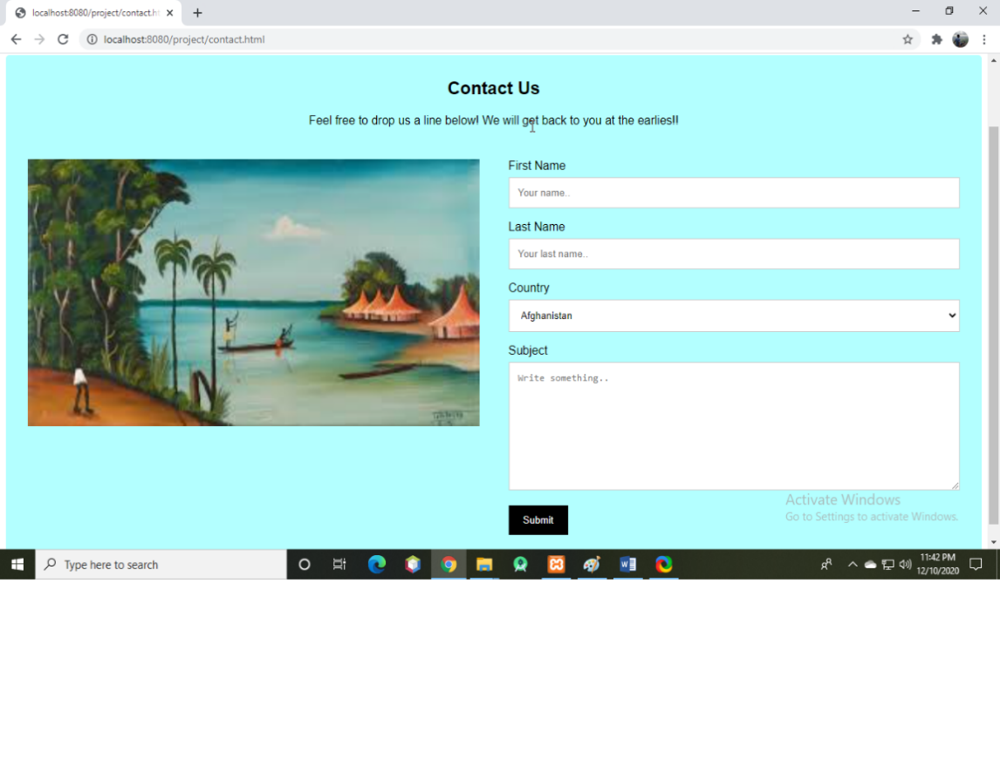 localhost:8080/project/contact.h
localhost:8080/project/contact.html
Contact Us
Feel free to drop us a line below! We will get back to you at the earlies!!
First Name
Your name..
Last Name
Your last name..
Country
Afghanistan
Subject
Write something..
Submit
Activate Windows
Go to Settings to activate Windows.
Type here to search
11:42 PM
12/10/2020